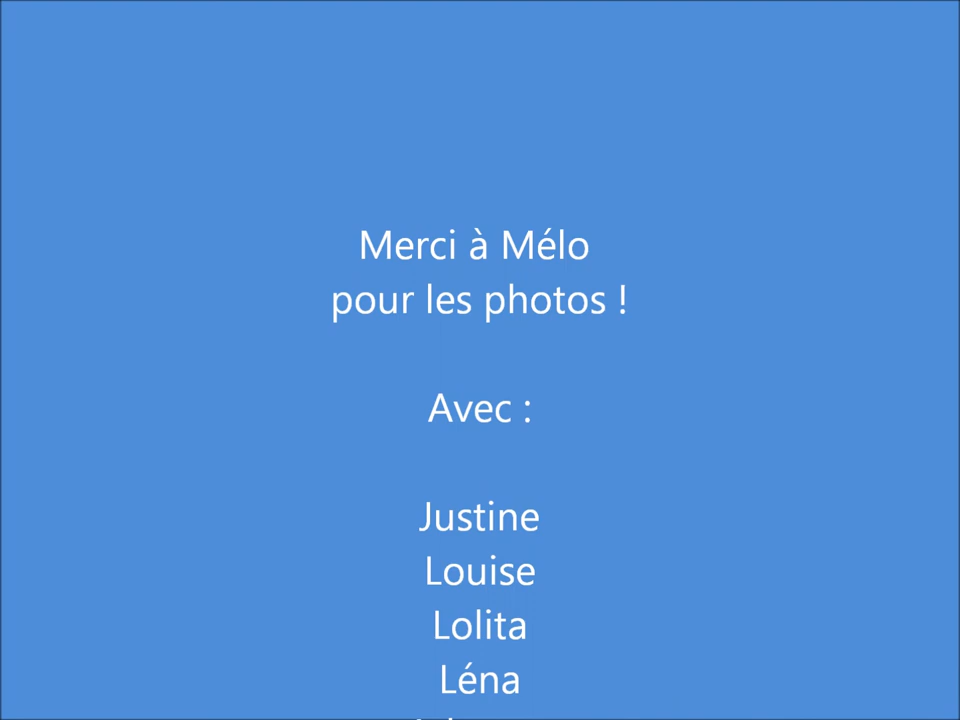 Merci à Mélo
pour les photos !
Avec :
Justine
Louise
Lolita
Léna